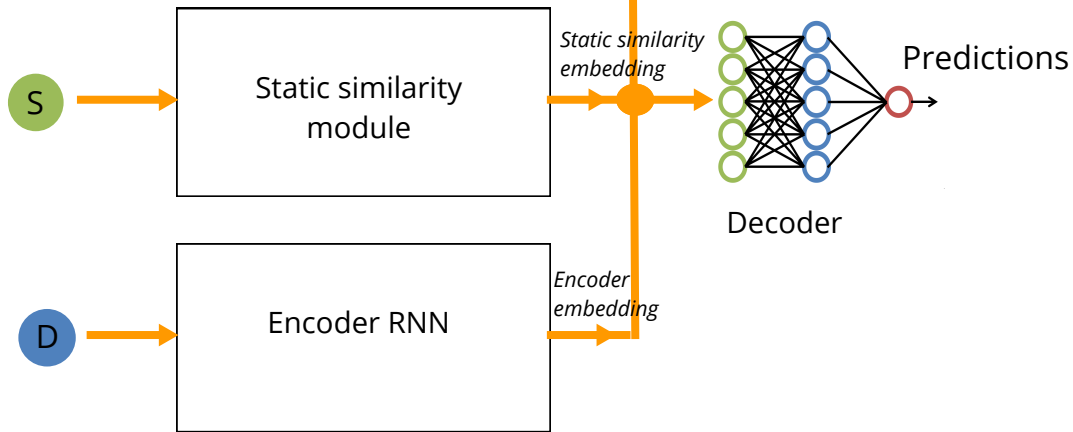 S
Static similarity
module
Static similarity
embedding
Predictions
Decoder
D
Encoder RNN
Encoder
embedding